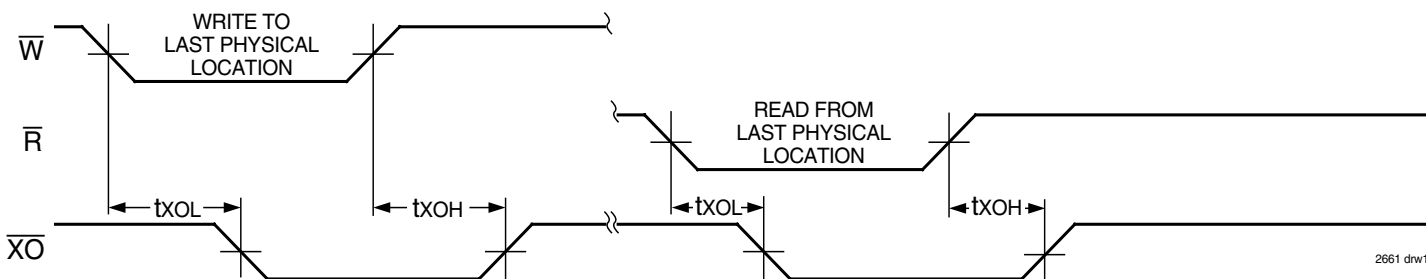 WRITE TO
LAST PHYSICAL
LOCATION
W
READ FROM
LAST PHYSICAL
LOCATION
R
tXOL
tXOH
tXOL
tXOH
XO
2661 drw1